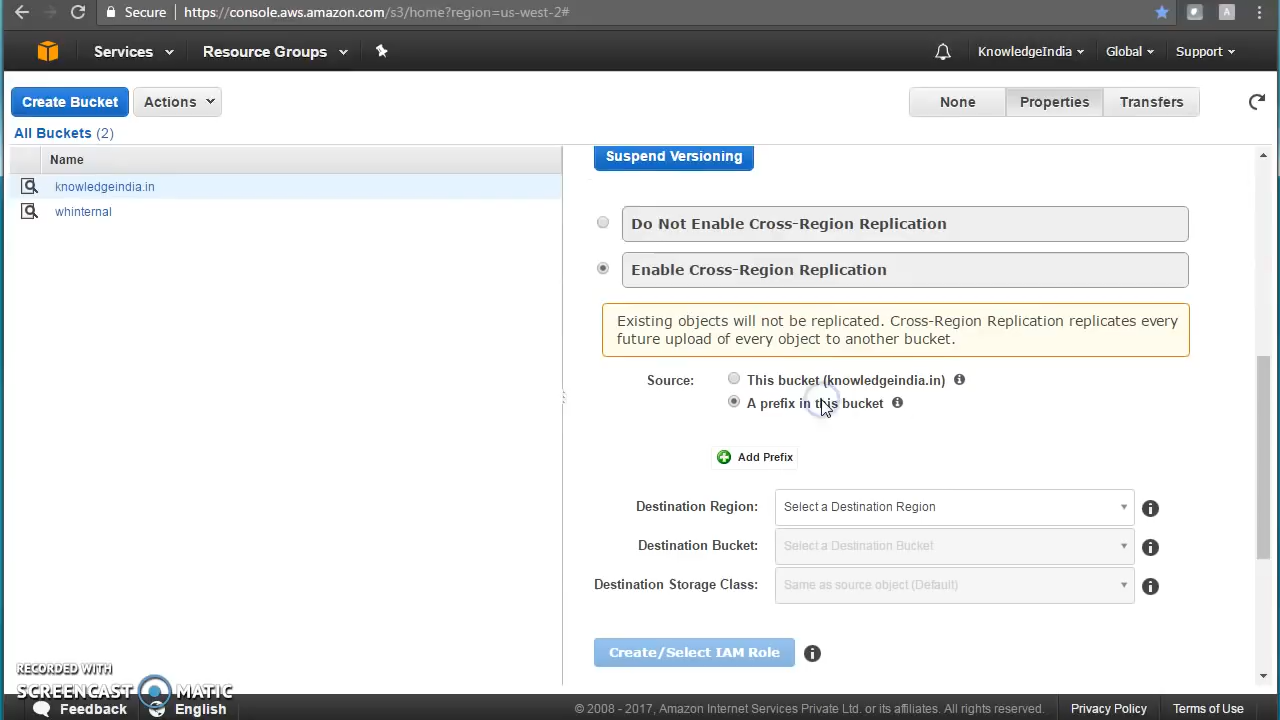 Secure https://console.aws.amazon.com/s3/home?region=us-west-2#
Services Resource Groups KnowledgeIndia Global Support
Create Bucket Actions None Properties Transfers
All Buckets (2)
Name
knowledgeindia.in
whinternal
Suspend Versioning
Do Not Enable Cross-Region Replication
Enable Cross-Region Replication
Existing objects will not be replicated. Cross-Region Replication replicates every
future upload of every object to another bucket.
Source: This bucket (knowledgeindia.in)
A prefix in this bucket
Add Prefix
Destination Region: Select a Destination Region
Destination Bucket: Select a Destination Bucket
Destination Storage Class: Same as source object (Default)
Create/Select IAM Role
RECORDED WITH
SCREENCAST MATIC
Feedback English © 2008 - 2017, Amazon Internet Services Private Ltd. or its affiliates. All rights reserved. Privacy Policy Terms of Use